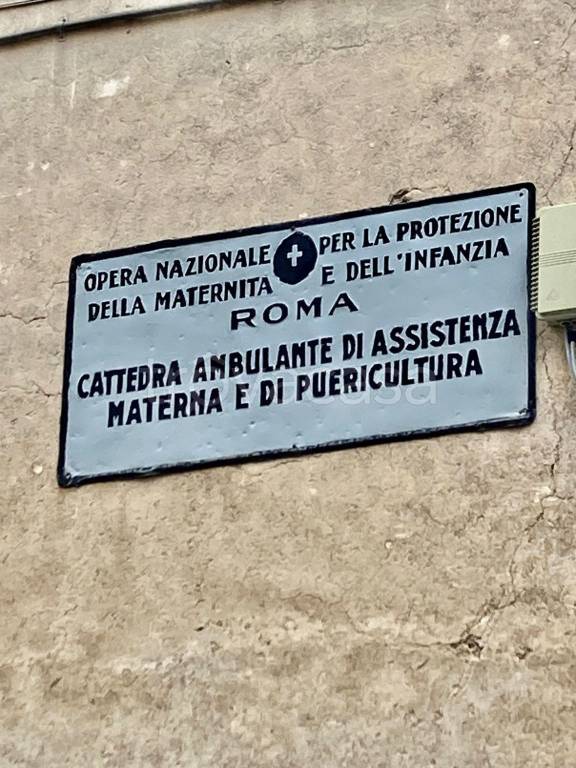 OPERA NAZIONALE PER LA PROTEZIONE
DELLA MATERNITA E DELL'INFANZIA
ROMA
CATTEDRA AMBULANTE DI ASSISTENZA
MATERNA E DI PUERICULTURA